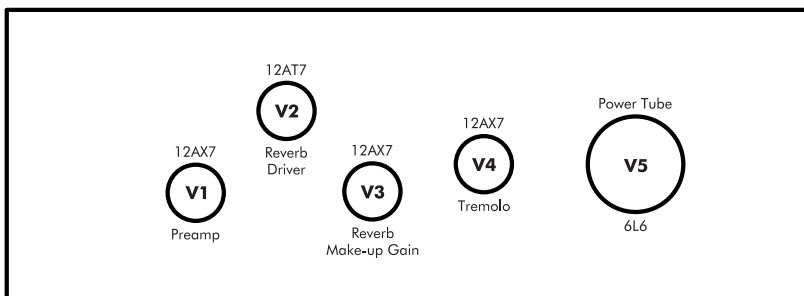 12AX7
V1
Preamp
12AT7
V2
Reverb
Driver
12AX7
V3
Reverb
Make-up Gain
12AX7
V4
Tremolo
Power Tube
V5
6L6